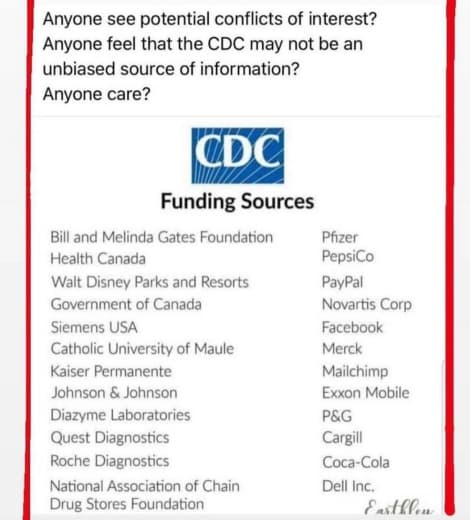 Anyone see potential conflicts of interest?
Anyone feel that the CDC may not be an
unbiased source of information?
Anyone care?
CDC
Funding Sources
Bill and Melinda Gates Foundation
Health Canada
Walt Disney Parks and Resorts
Government of Canada
Siemens USA
Catholic University of Maule
Kaiser Permanente
Johnson & Johnson
Diazyme Laboratories
Quest Diagnostics
Roche Diagnostics
National Association of Chain
Drug Stores Foundation
Pfizer
PepsiCo
PayPal
Novartis Corp
Facebook
Merck
Mailchimp
Exxon Mobile
P&G
Cargill
Coca-Cola
Dell Inc.